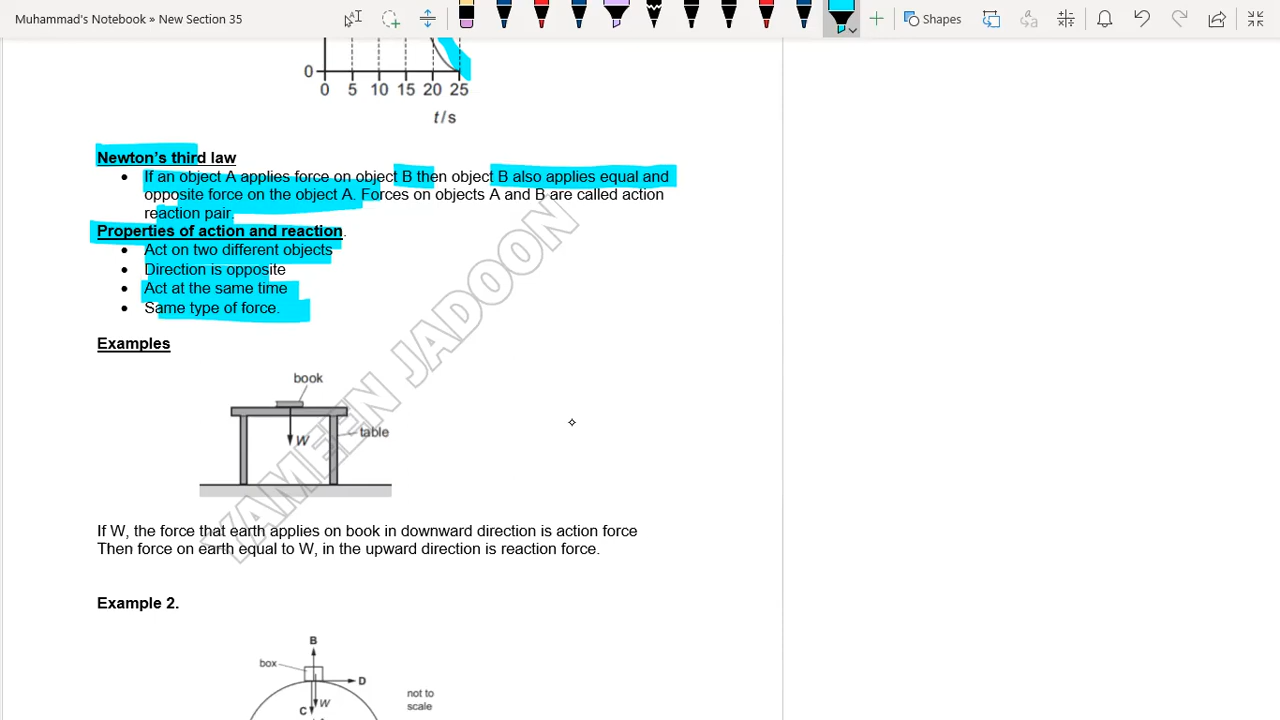 Muhammad's Notebook » New Section 35
Shapes
0
0 5 10 15 20 25
t/s
Newton's third law
• If an object A applies force on object B then object B also applies equal and
opposite force on the object A. Forces on objects A and B are called action
reaction pair.
Properties of action and reaction.
• Act on two different objects
• Direction is opposite
• Act at the same time
• Same type of force.
YAMEEN JADOON
Examples
book
W
table
If W, the force that earth applies on book in downward direction is action force
Then force on earth equal to W, in the upward direction is reaction force.
Example 2.
B
box
D
not to
scale
W
C